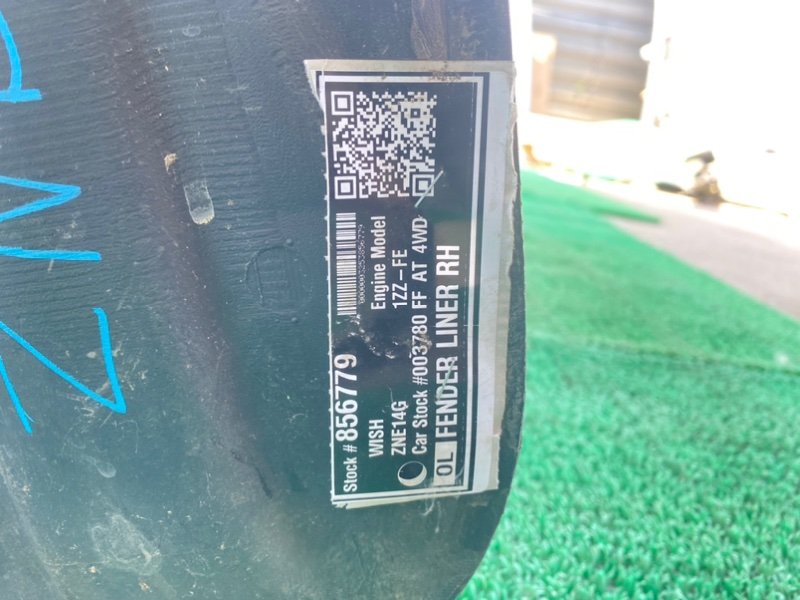 Stock # 856779
WISH
Engine Model
ZNE14G
1ZZ-FE
Car Stock #003780 FF AT 4WD
OL FENDER LINER RH